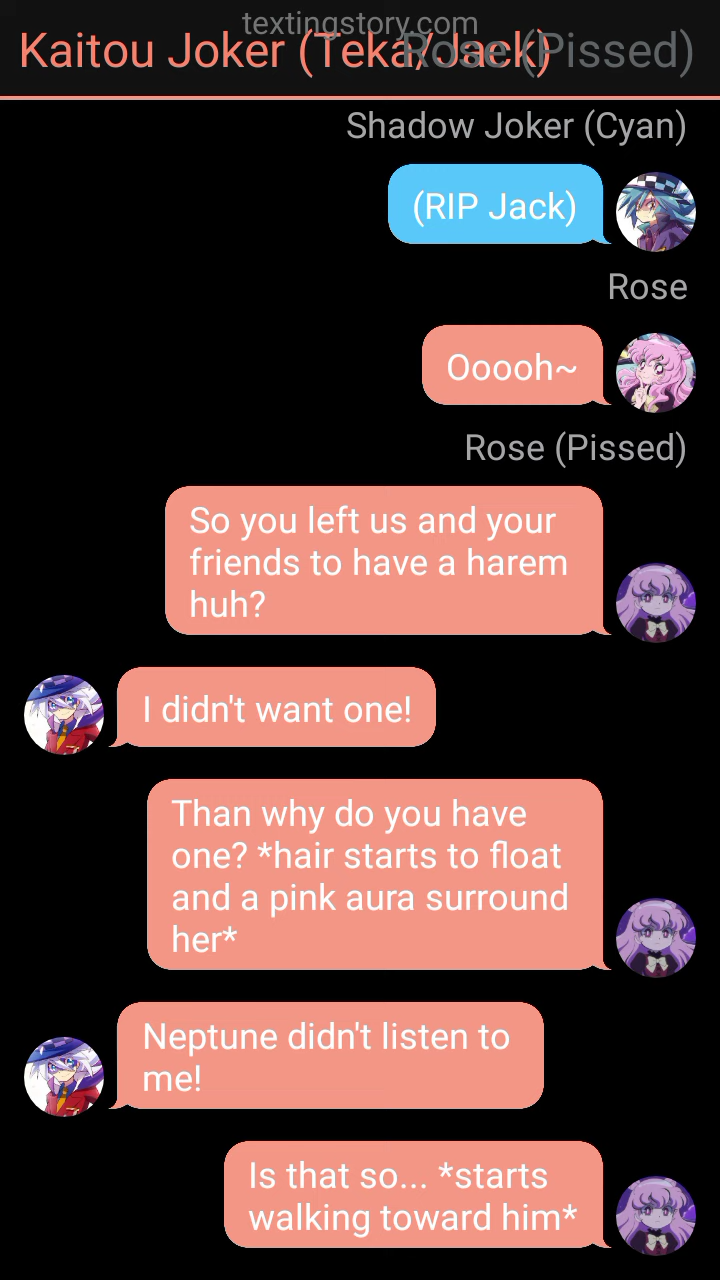 textingstory.com
Kaitou Joker (Teka/Jack)
Rose (Pissed)
Shadow Joker (Cyan)
(RIP Jack)
Rose
Ooooh~
Rose (Pissed)
So you left us and your
friends to have a harem
huh?
I didn't want one!
Than why do you have
one? *hair starts to float
and a pink aura surround
her*
Neptune didn't listen to
me!
Is that so... *starts
walking toward him*